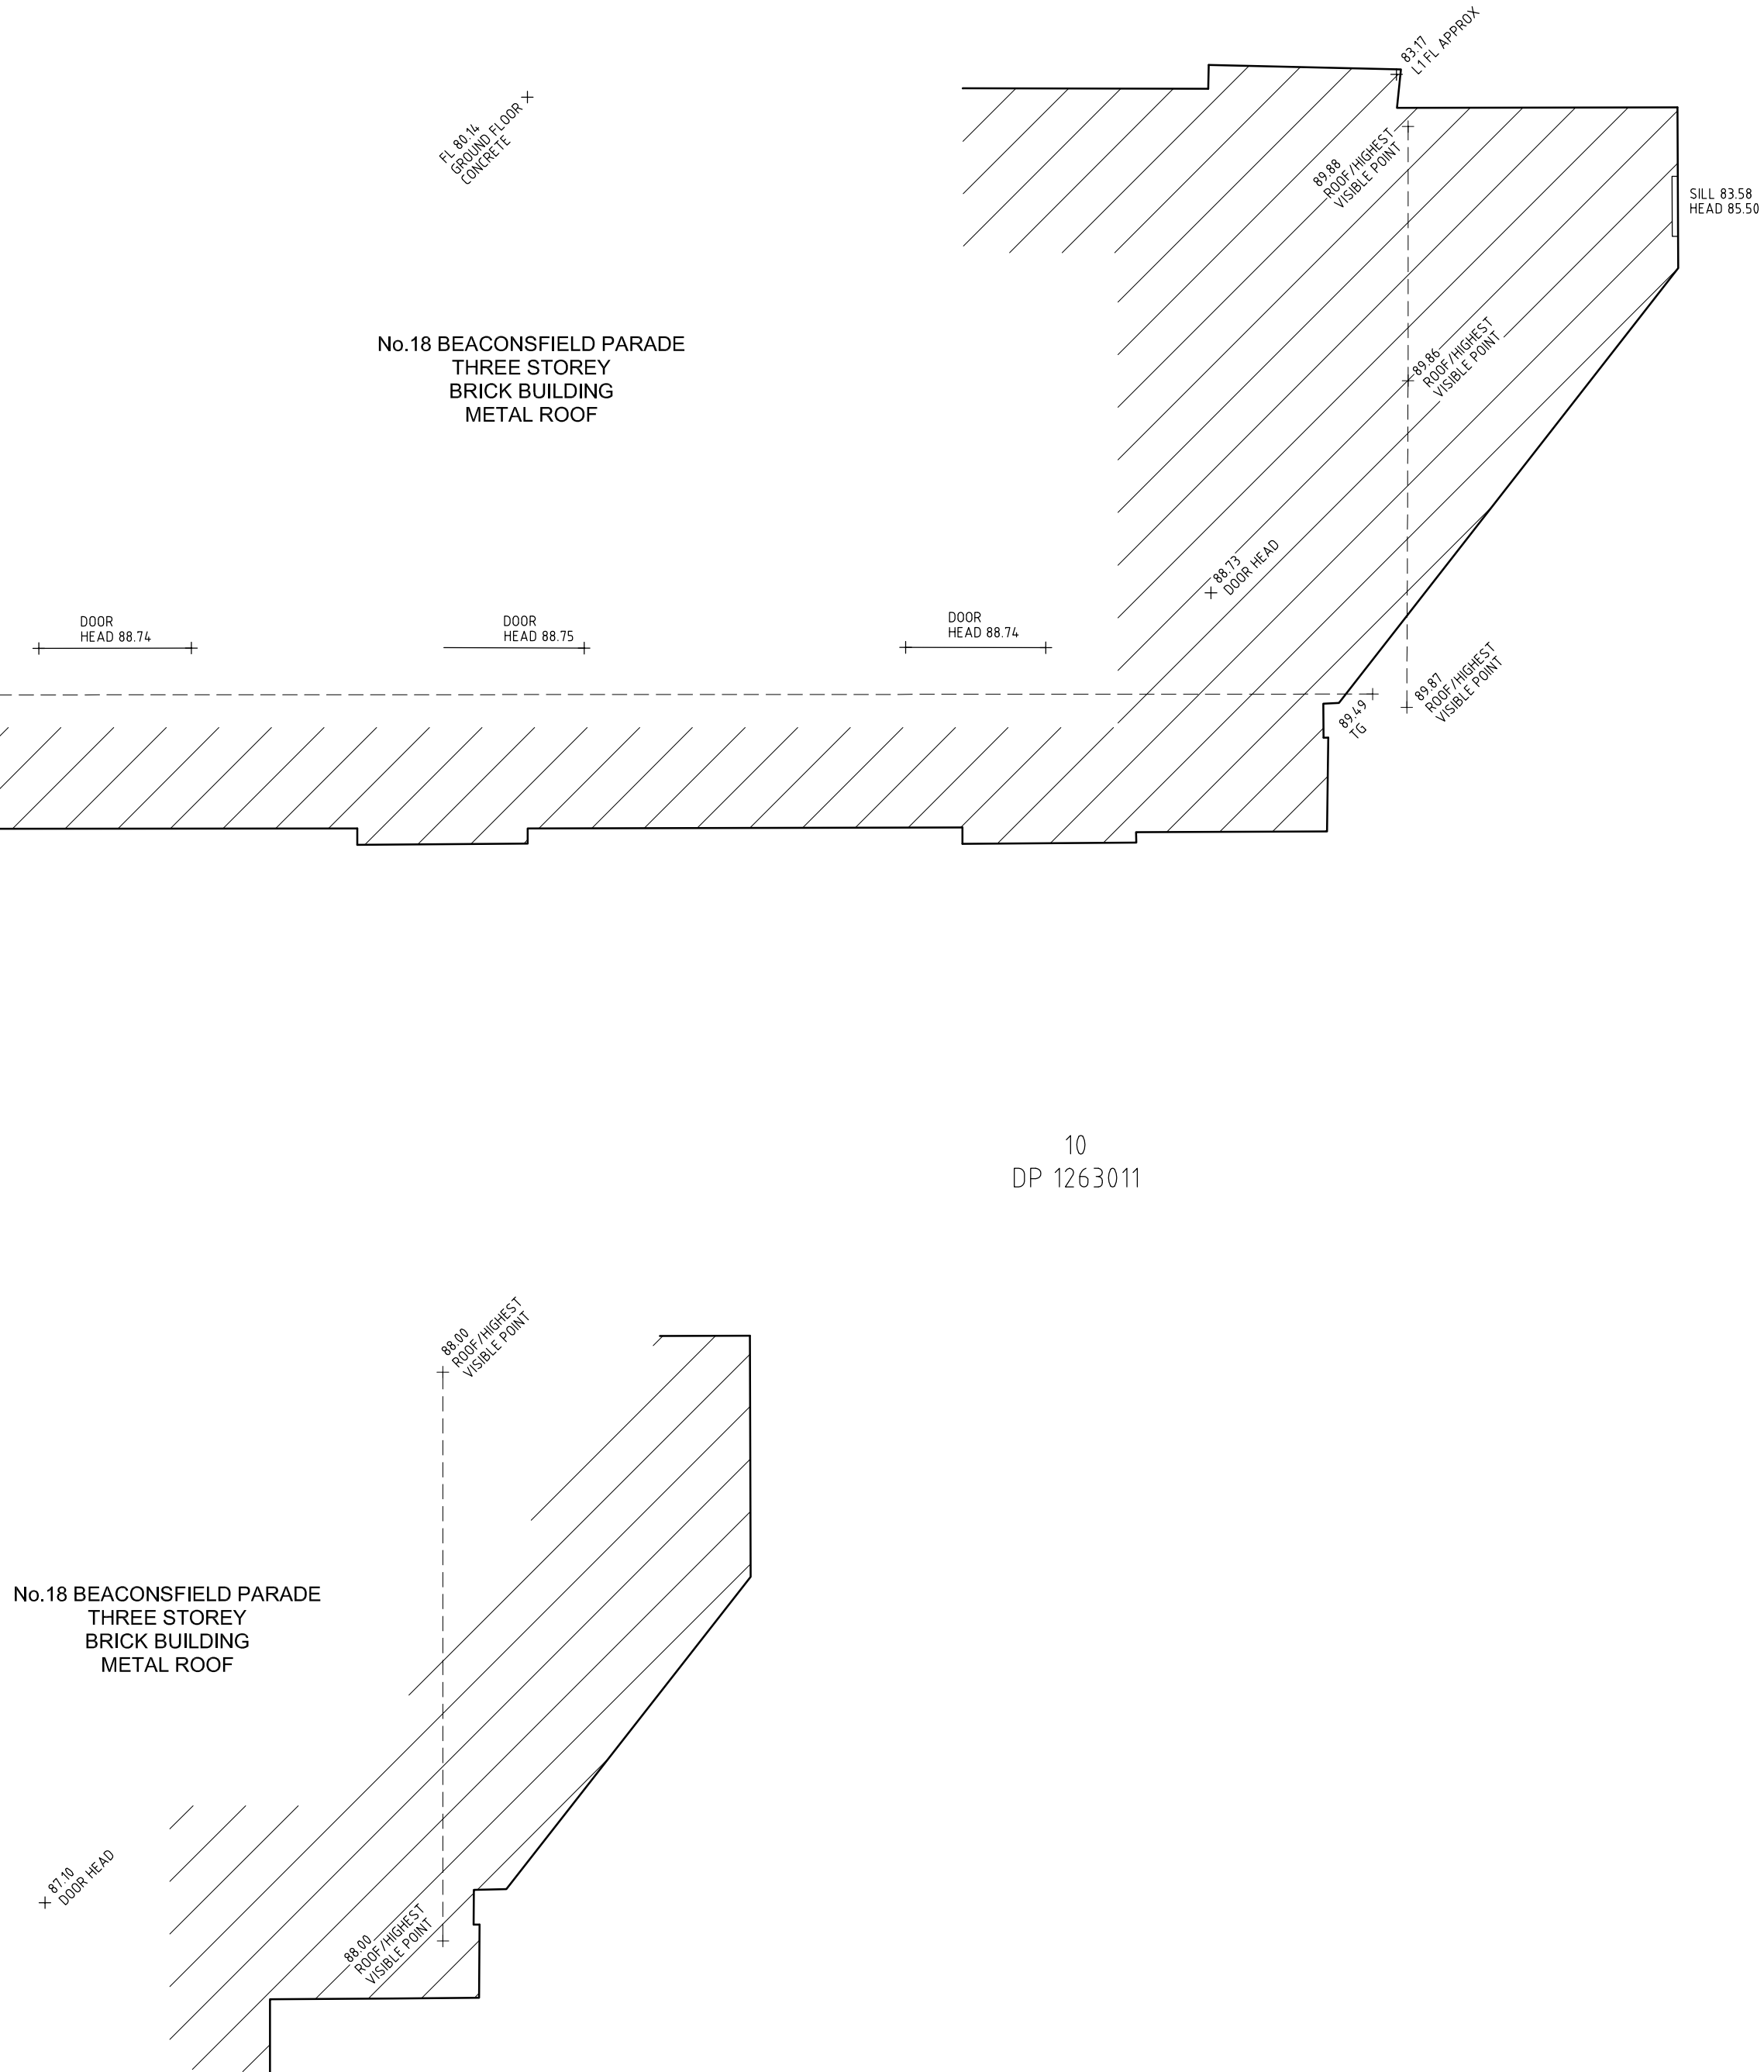 83.17
L1 FL APPROX
FL 80.14
GROUND FLOOR
CONCRETE
89.88
ROOF/HIGHEST
VISIBLE POINT
SILL 83.58
HEAD 85.50
No.18 BEACONSFIELD PARADE
THREE STOREY
BRICK BUILDING
METAL ROOF
89.86
ROOF/HIGHEST
VISIBLE POINT
88.73
DOOR HEAD
DOOR
HEAD 88.74
DOOR
HEAD 88.75
DOOR
HEAD 88.74
89.87
ROOF/HIGHEST
VISIBLE POINT
89.49
TG
10
DP 1263011
88.00
ROOF/HIGHEST
VISIBLE POINT
No.18 BEACONSFIELD PARADE
THREE STOREY
BRICK BUILDING
METAL ROOF
87.10
DOOR HEAD
88.00
ROOF/HIGHEST
VISIBLE POINT